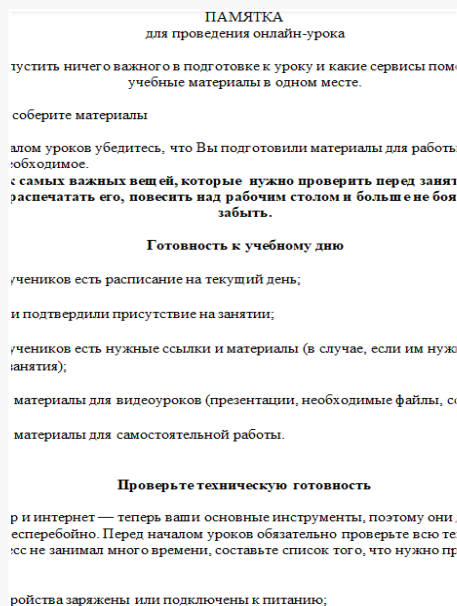 ПАМЯТКА
для проведения онлайн-урока
пустить ничего важного в подготовке к уроку и какие сервисы пом
учебные материалы в одном месте.
соберите материалы
алом уроков убедитесь, что Вы подготовили материалы для работы
еобходимое.
к самых важных вещей, которые нужно проверить перед занят
распечатать его, повесить над рабочим столом и больше не боя
забыть.
Готовность к учебному дню
учеников есть расписание на текущий день;
и подтвердили присутствие на занятии;
учеников есть нужные ссылки и материалы (в случае, если им нуж
занятия);
материалы для видеоуроков (презентации, необходимые файлы, с
материалы для самостоятельной работы.
Проверьте техническую готовность
р и интернет — теперь ваши основные инструменты, поэтому они
есперебойно. Перед началом уроков обязательно проверьте всю те
сс не занимал много времени, составьте список того, что нужно пр
ройства заряжены или подключены к питанию;